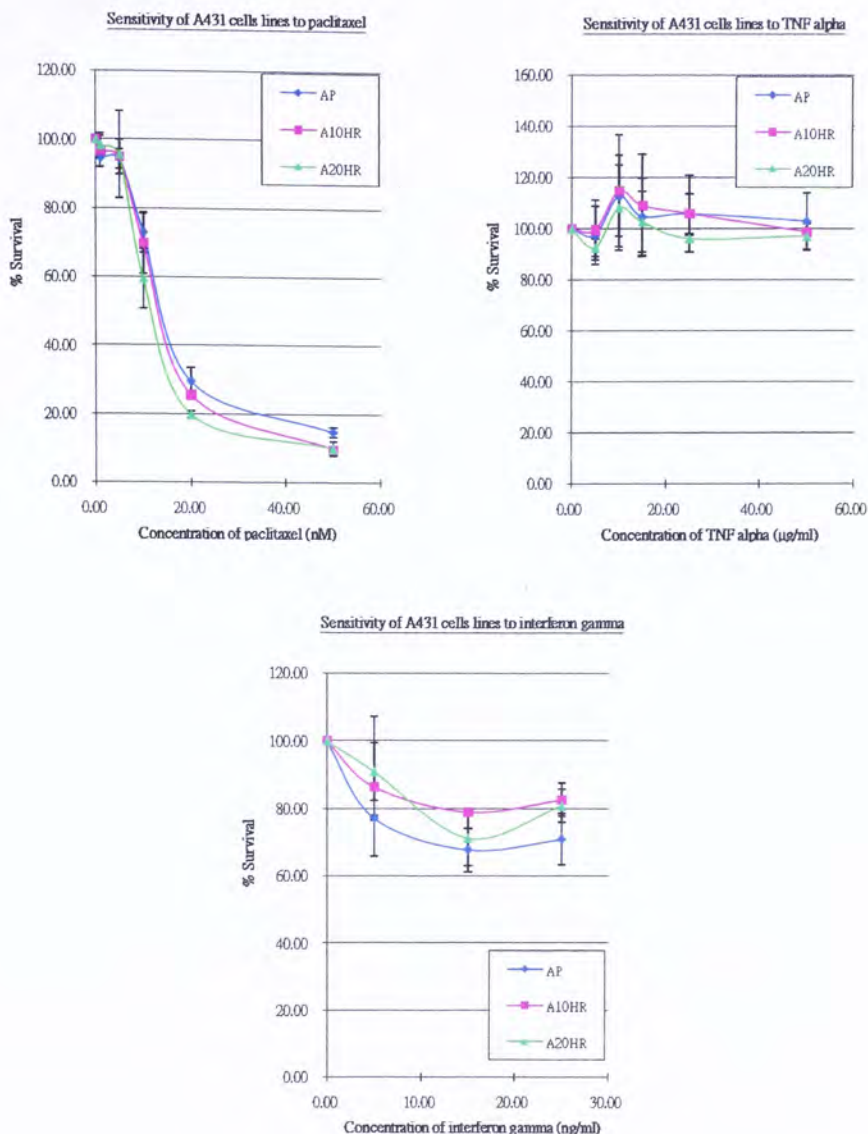 Sensitivity of A431 cells lines to paclitaxel
120.00
100.00
80.00
60.00
40.00
20.00
0.00
% Survival
AP
A10HR
A20HR
0.00 20.00 40.00 60.00
Concentration of paclitaxel (nM)
Sensitivity of A431 cells lines to TNF alpha
160.00
140.00
120.00
100.00
80.00
60.00
40.00
20.00
0.00
% Survival
AP
A10HR
A20HR
0.00 20.00 40.00 60.00
Concentration of TNF alpha (µg/ml)
Sensitivity of A431 cells lines to interferon gamma
120.00
100.00
80.00
60.00
40.00
20.00
0.00
% Survival
AP
A10HR
A20HR
0.00 10.00 20.00 30.00
Concentration of interferon gamma (ng/ml)